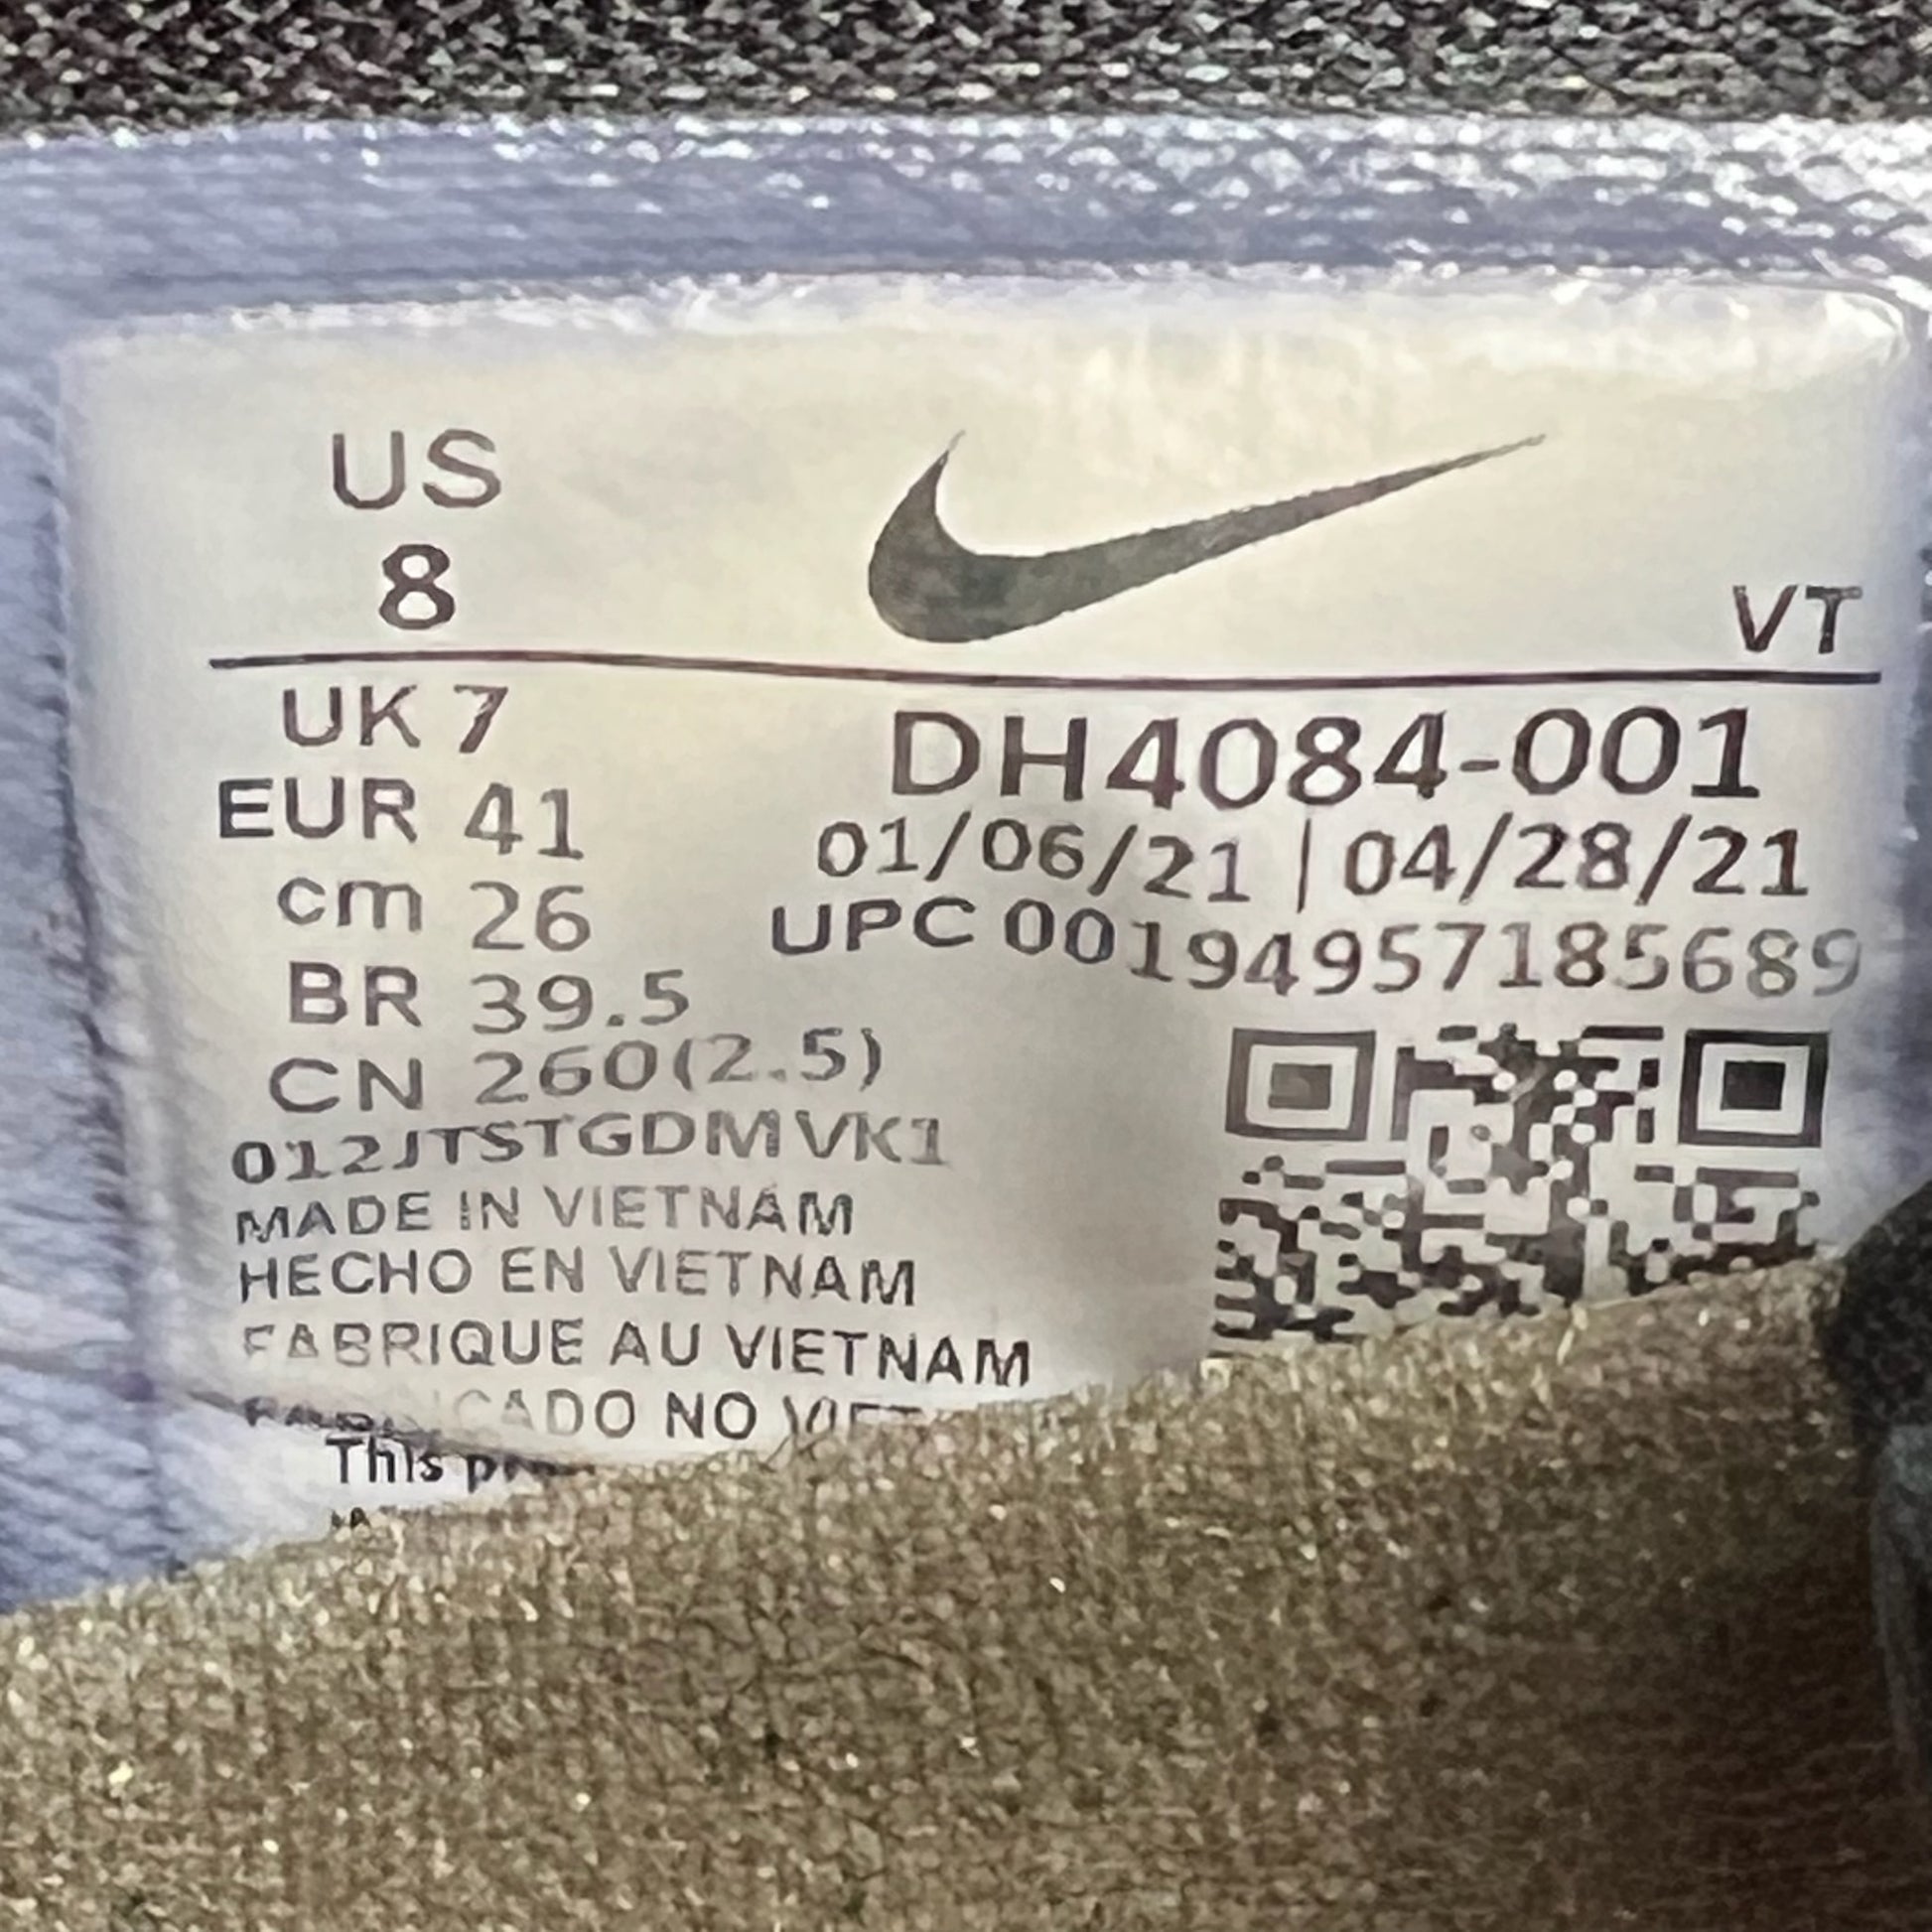 US
8
VT
UK 7
EUR 41
cm 26
BR 39.5
CN 260(2.5)
DH4084-001
01/06/21 | 04/28/21
UPC 00194957185689
012JTSTGDMVK1
MADE IN VIETNAM
HECHO EN VIETNAM
FABRIQUE AU VIETNAM
NO
This